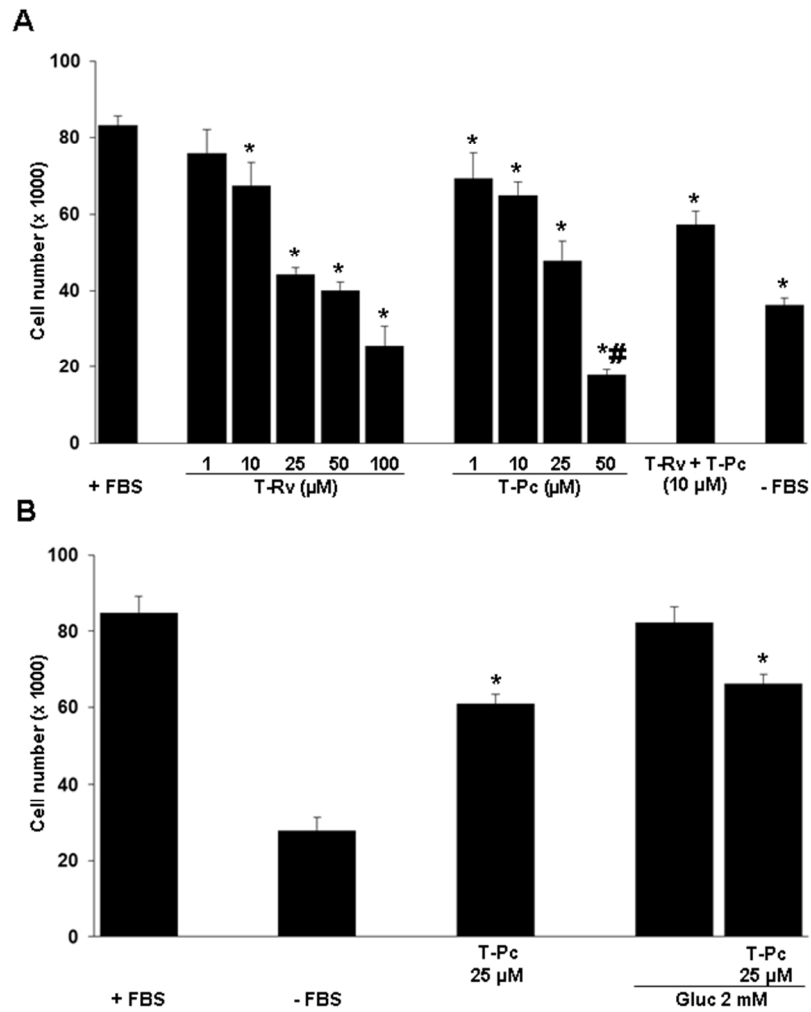 A
100
80
60
40
20
0
Cell number (x 1000)
*
*
*
*
*
*
*
*#
*
*
1 10 25 50 100
1 10 25 50
+ FBS
T-Rv (µM)
T-Pc (µM)
T-Rv + T-Pc
(10 µM)
- FBS
B
100
80
60
40
20
0
Cell number (x 1000)
*
*
+ FBS
- FBS
T-Pc
25 µM
T-Pc
25 µM
Gluc 2 mM